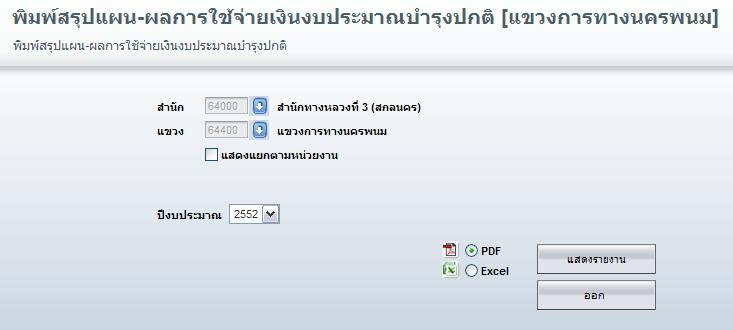 พิมพ์สรุปแผน-ผลการใช้จ่ายเงินงบประมาณบำรุงปกติ [แขวงการทางนครพนม]
พิมพ์สรุปแผน-ผลการใช้จ่ายเงินงบประมาณบำรุงปกติ
สำนัก 64000 สำนักทางหลวงที่ 3 (สกลนคร)
แขวง 64400 แขวงการทางนครพนม
แสดงแยกตามหน่วยงาน
ปีงบประมาณ 2552
PDF แสดงรายงาน
Excel
ออก